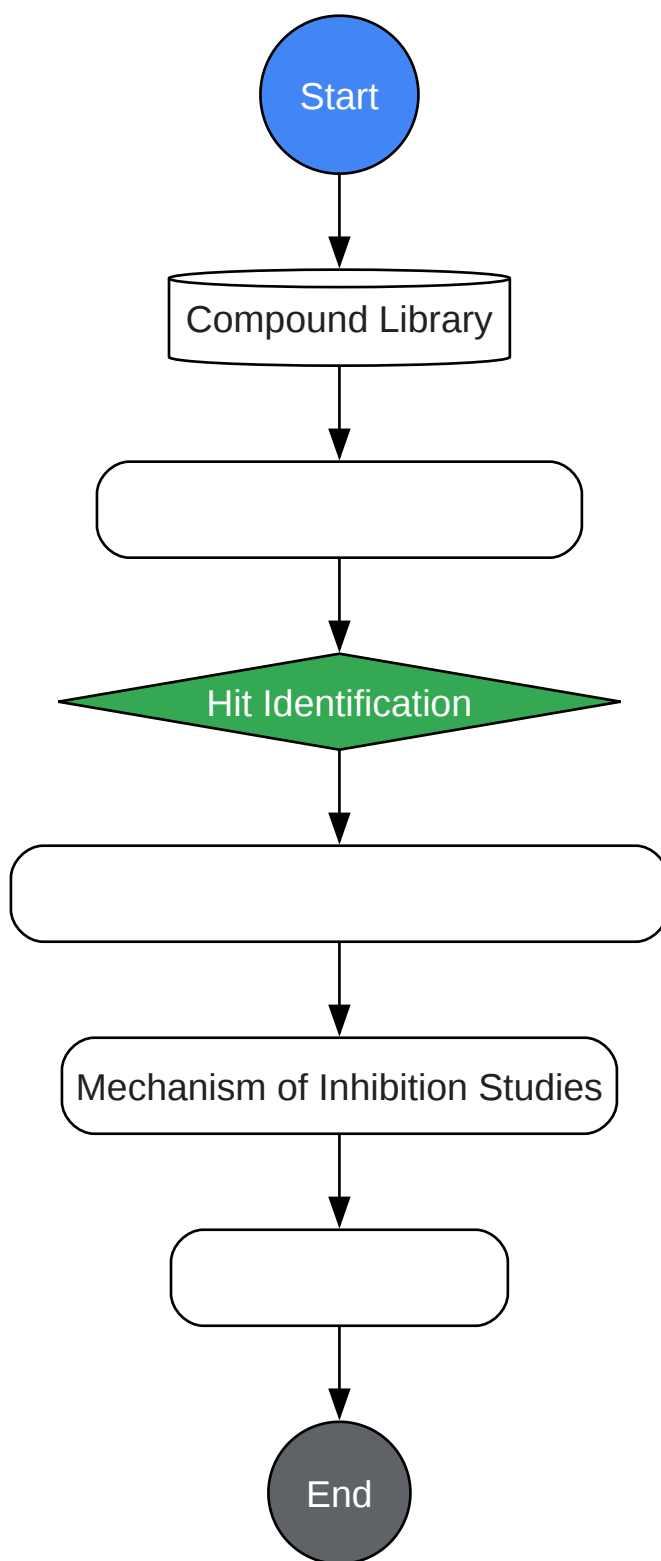 Start
Compound Library
Hit Identification
Mechanism of Inhibition Studies
End